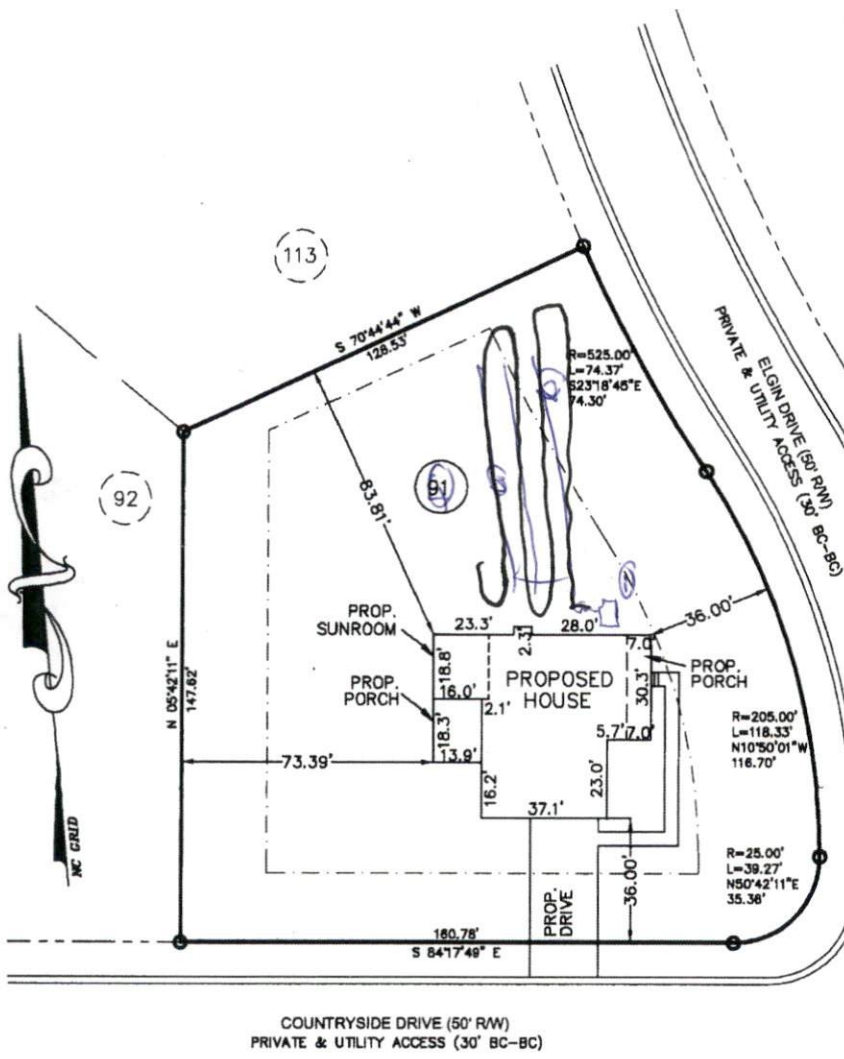 113
S 70°44'44" W
128.53'
R=525.00'
L=74.37'
S23°18'46"E
74.30'
ELGIN DRIVE (50' R/W)
PRIVATE & UTILITY ACCESS (30' BC-BC)
92
91
83.81'
N 05°42'11" E
147.62'
NC GRID
PROP.
SUNROOM
23.3'
2.3'
28.0'
7.0'
36.00'
18.8'
16.0'
PROPOSED
HOUSE
30.3'
PROP.
PORCH
PROP.
PORCH
2.1'
18.3'
5.7'
7.0'
R=205.00'
L=118.33'
N10°50'01"W
116.70'
73.39'
13.9'
16.2'
23.0'
37.1'
36.00'
R=25.00'
L=39.27'
N50°42'11"E
35.36'
PROP.
DRIVE
160.78'
S 84°17'49" E
COUNTRYSIDE DRIVE (50' R/W)
PRIVATE & UTILITY ACCESS (30' BC-BC)